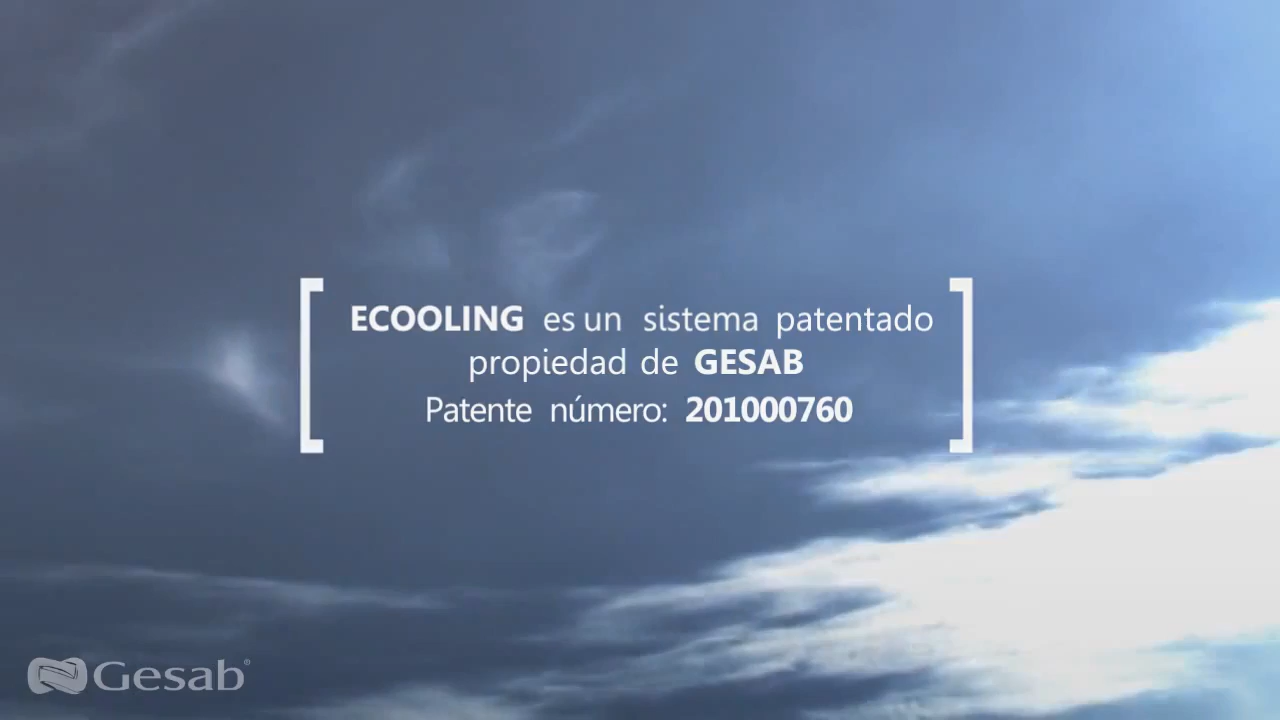 ECOOLING es un sistema patentado
propiedad de GESAB
Patente número: 201000760
Gesab®